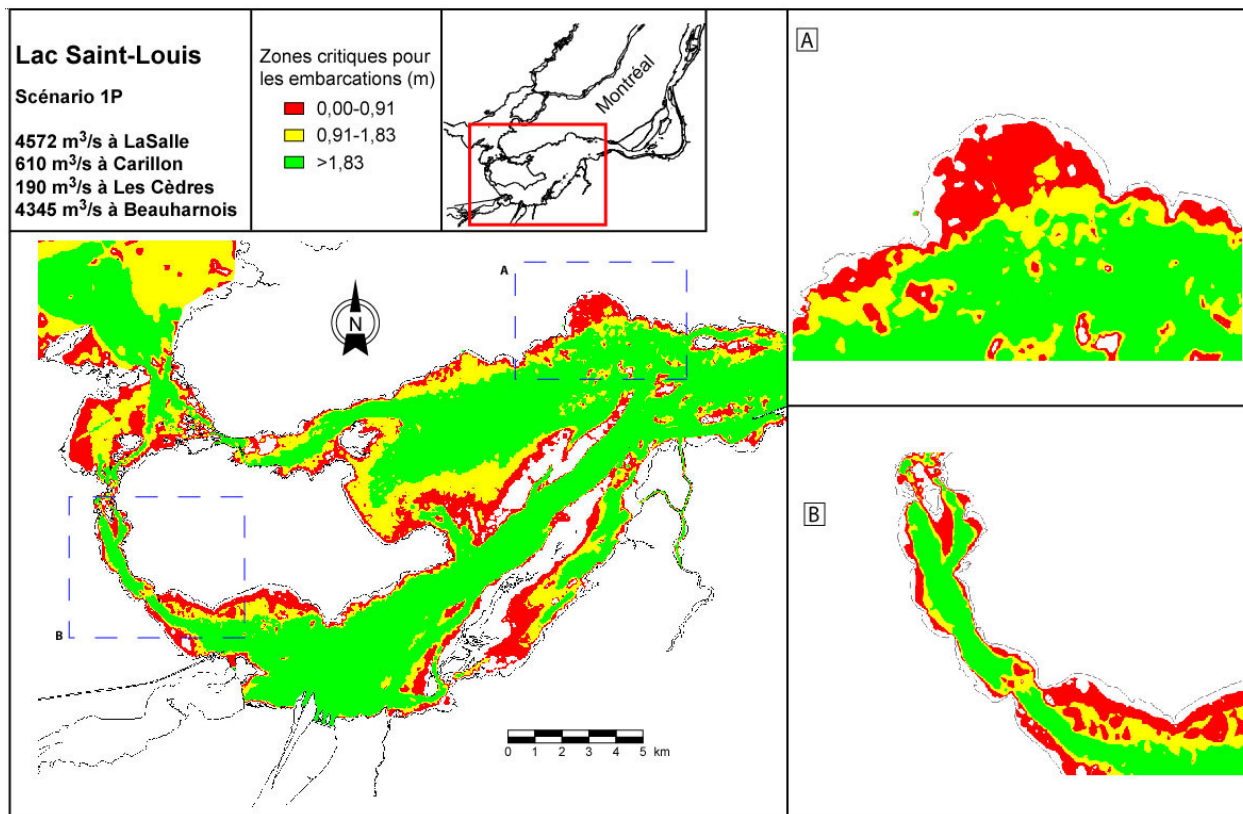 Lac Saint-Louis
Scénario 1P
4572 m³/s à LaSalle
610 m³/s à Carillon
190 m³/s à Les Cèdres
4345 m³/s à Beauharnois
Zones critiques pour
les embarcations (m)
0,00-0,91
0,91-1,83
>1,83
Montréal
A
B
N
A
B
0 1 2 3 4 5 km